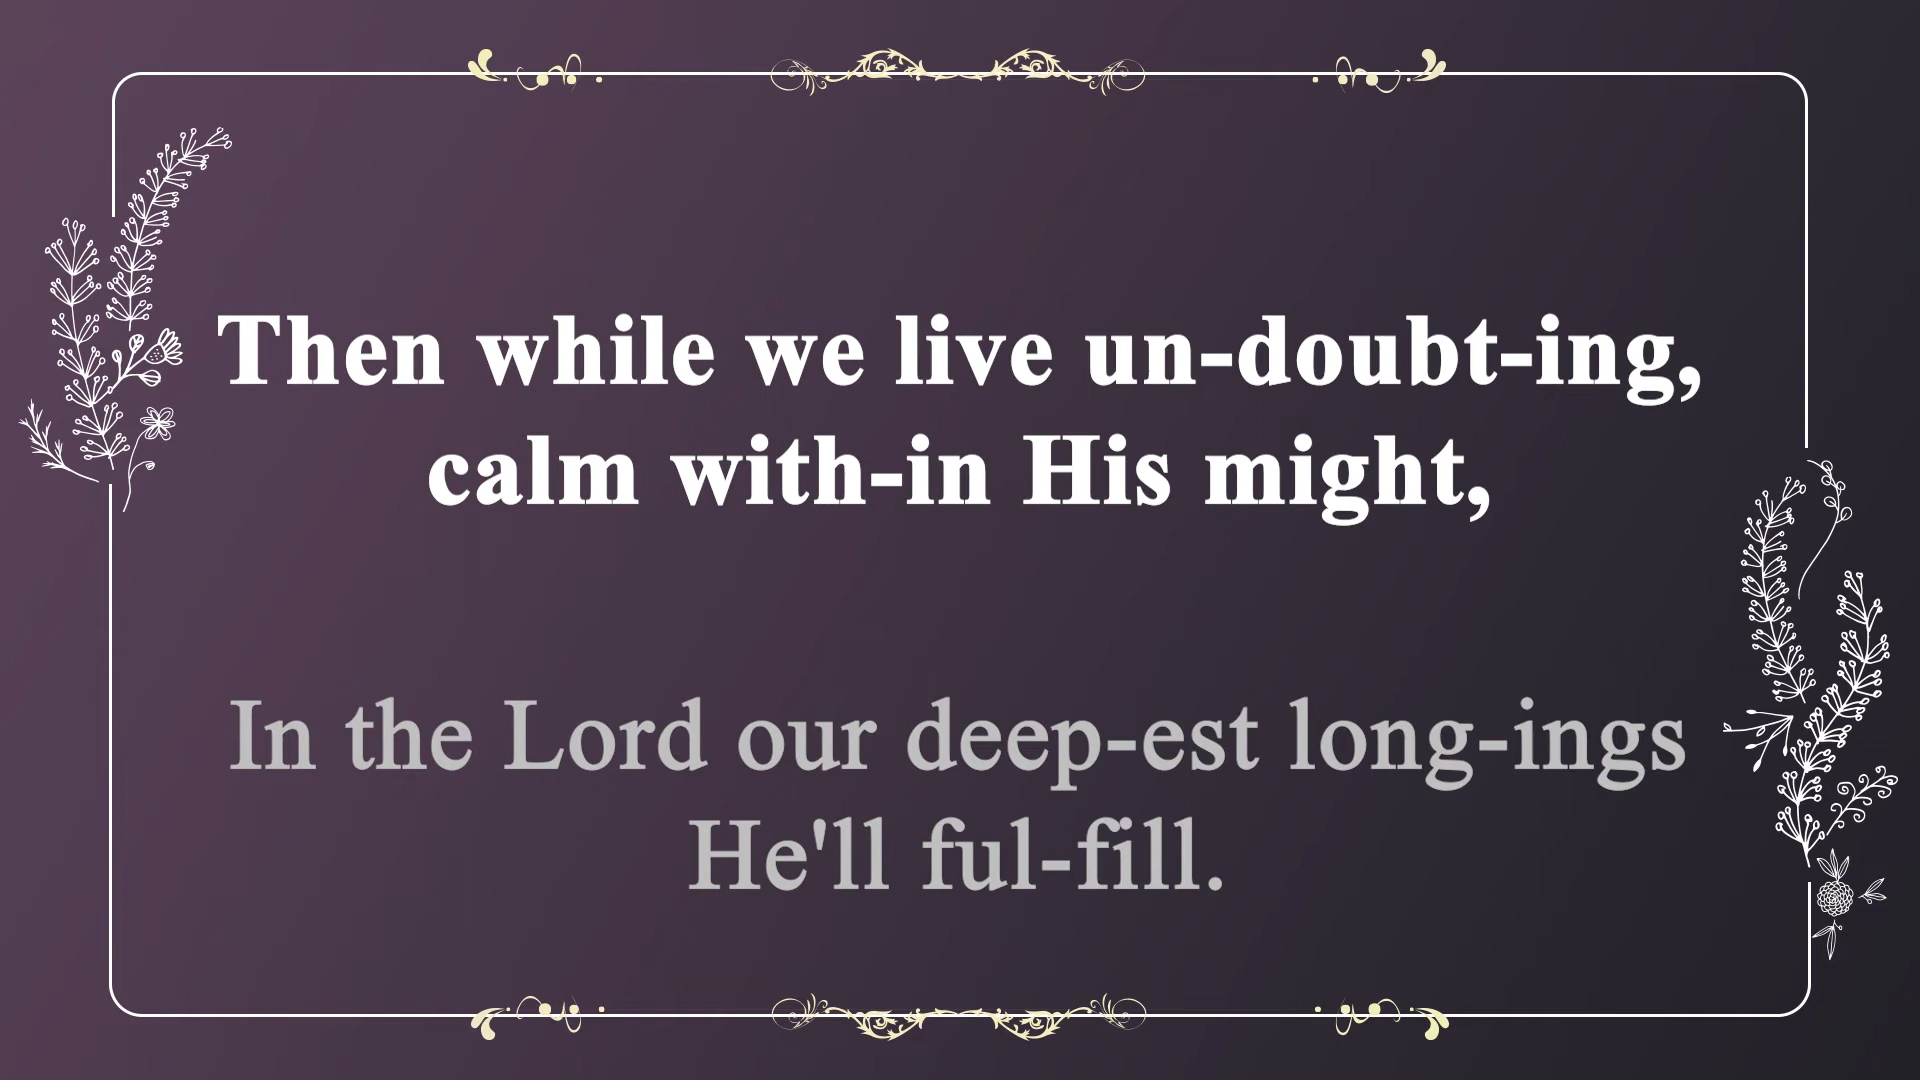 Then while we live un-doubt-ing,
calm with-in His might,
In the Lord our deep-est long-ings
He'll ful-fill.